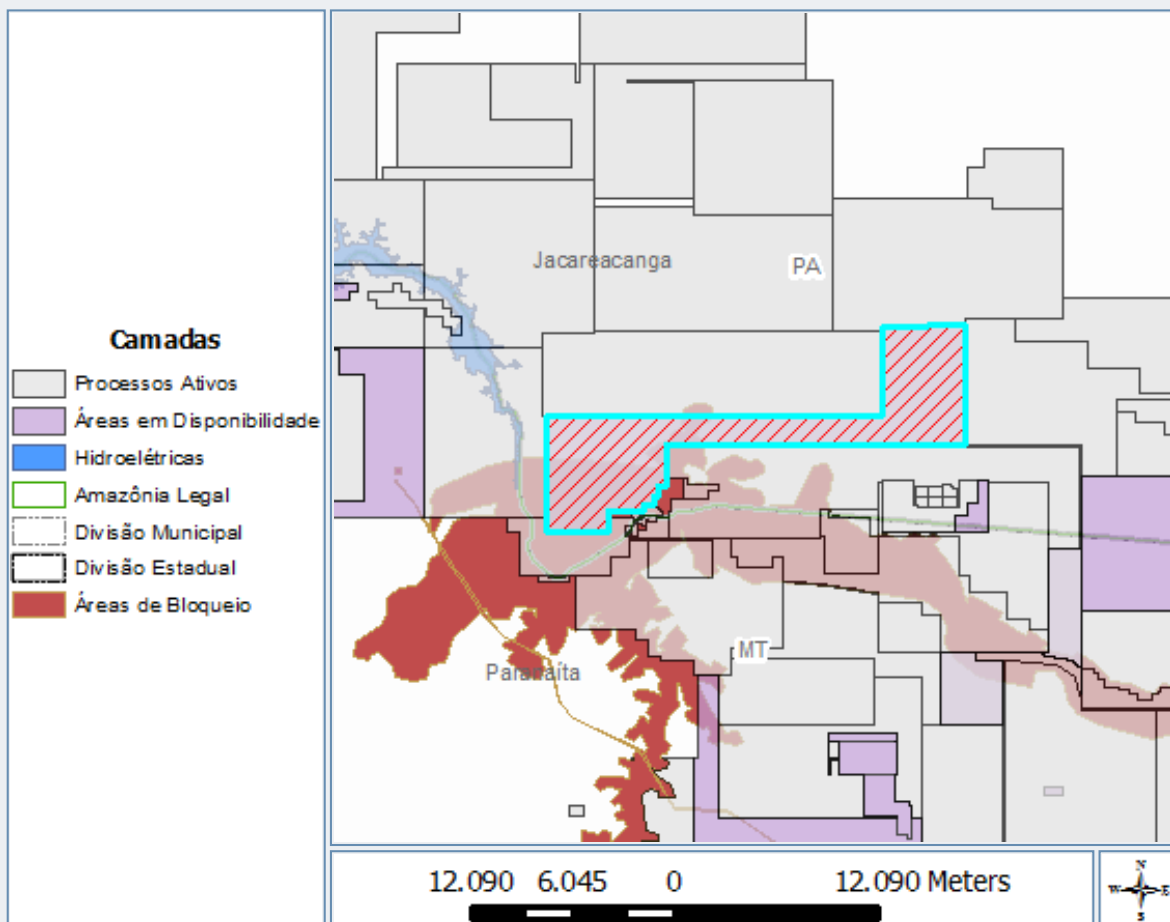 Camadas
Processos Ativos
Áreas em Disponibilidade
Hidroelétricas
Amazônia Legal
Divisão Municipal
Divisão Estadual
Áreas de Bloqueio
Jacareacanga
PA
MT
Paranaíta
12.090 6.045 0 12.090 Meters
N
W E
S